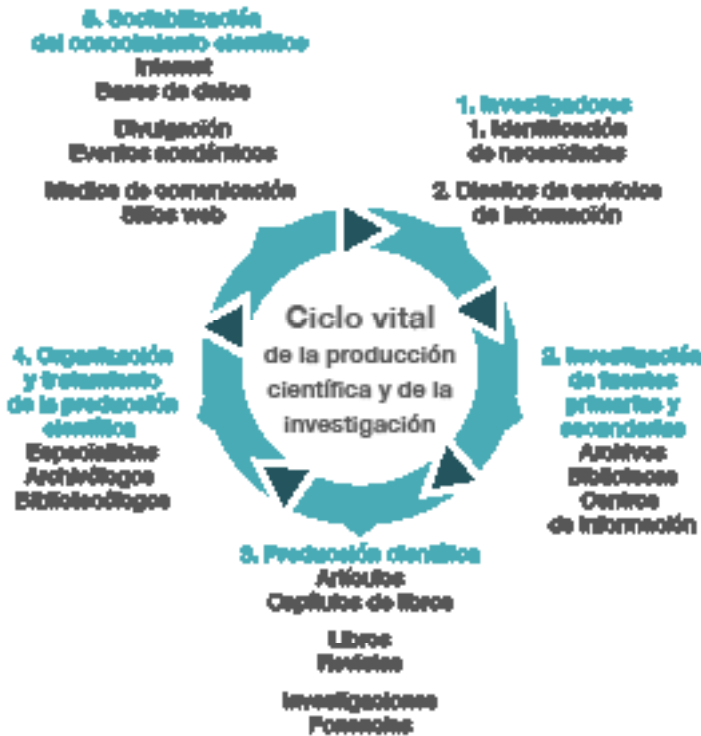 5. Sociabilización
del conocimiento científico
Internet
Bases de datos
Divulgación
Eventos académicos
Medios de comunicación
Sitios web
1. Investigadores
1. Identificación
de necesidades
2. Diseños de servicios
de información
Ciclo vital
de la producción
científica y de la
investigación
2. Investigación
de fuentes
primarias y
secundarias
Archivos
Bibliotecas
Centros
de información
4. Organización
y tratamiento
de la producción
científica
Especialistas
Archivólogos
Bibliotecólogos
3. Producción científica
Artículos
Capítulos de libros
Libros
Revistas
Investigaciones
Ponencias